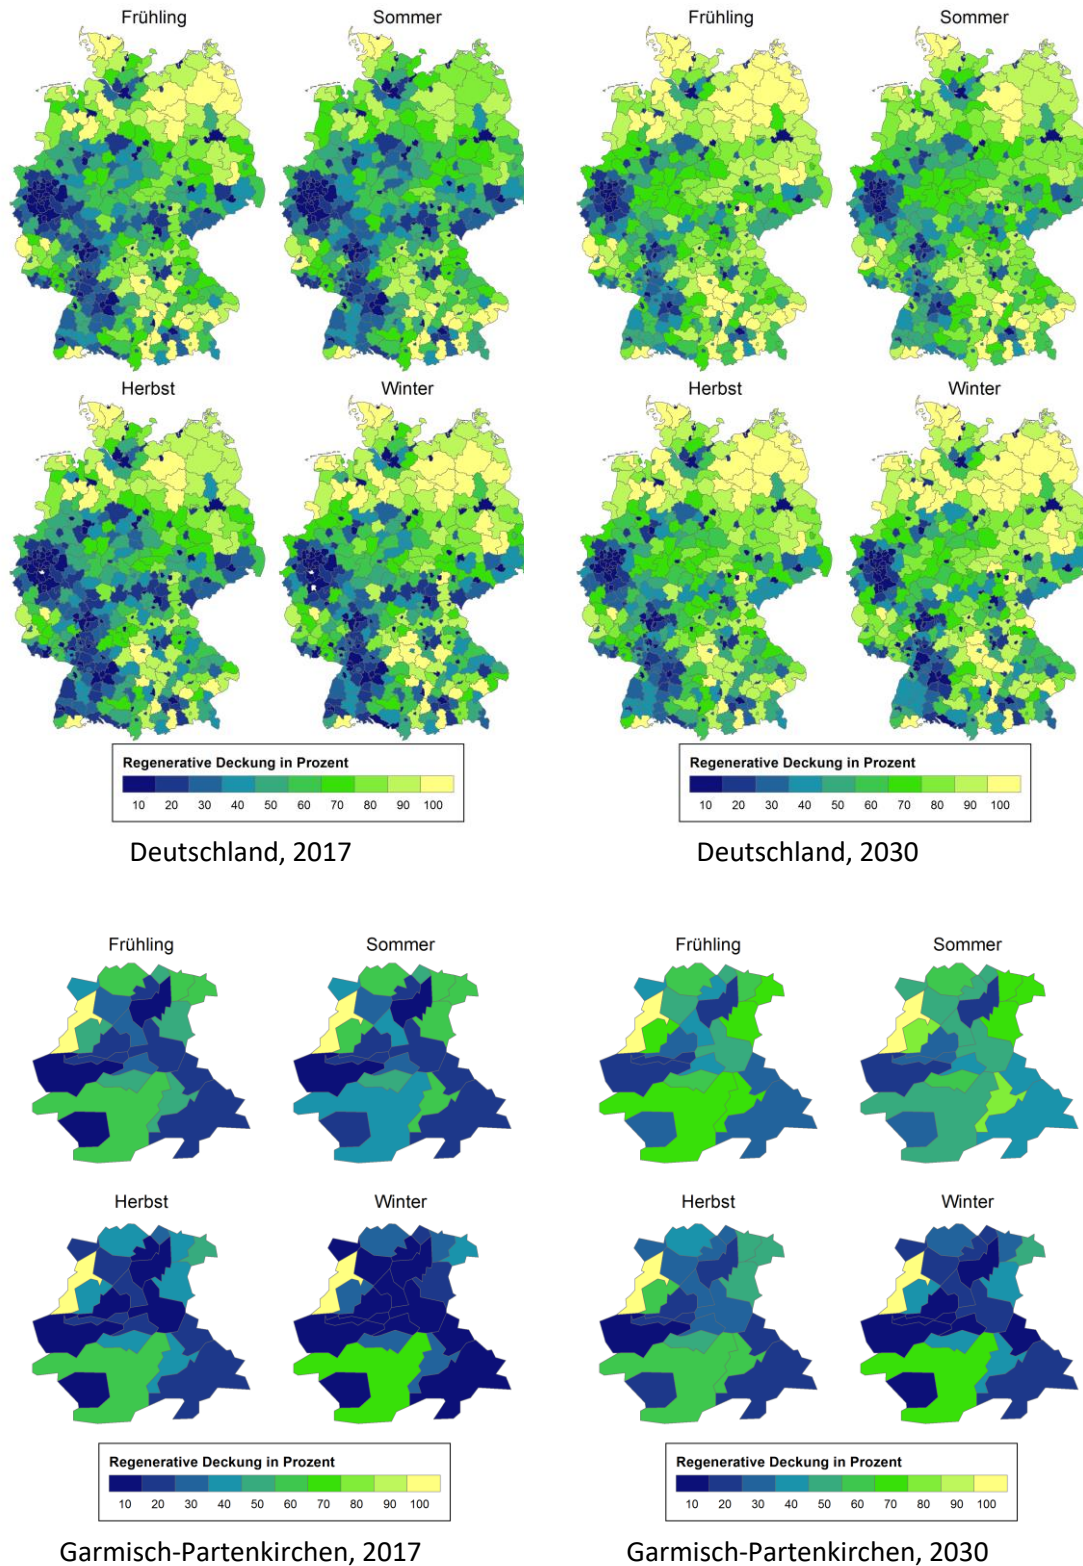 Frühling Sommer
Herbst Winter
Regenerative Deckung in Prozent
10 20 30 40 50 60 70 80 90 100
Deutschland, 2017
Frühling Sommer
Herbst Winter
Regenerative Deckung in Prozent
10 20 30 40 50 60 70 80 90 100
Deutschland, 2030
Frühling Sommer
Herbst Winter
Regenerative Deckung in Prozent
10 20 30 40 50 60 70 80 90 100
Garmisch-Partenkirchen, 2017
Frühling Sommer
Herbst Winter
Regenerative Deckung in Prozent
10 20 30 40 50 60 70 80 90 100
Garmisch-Partenkirchen, 2030